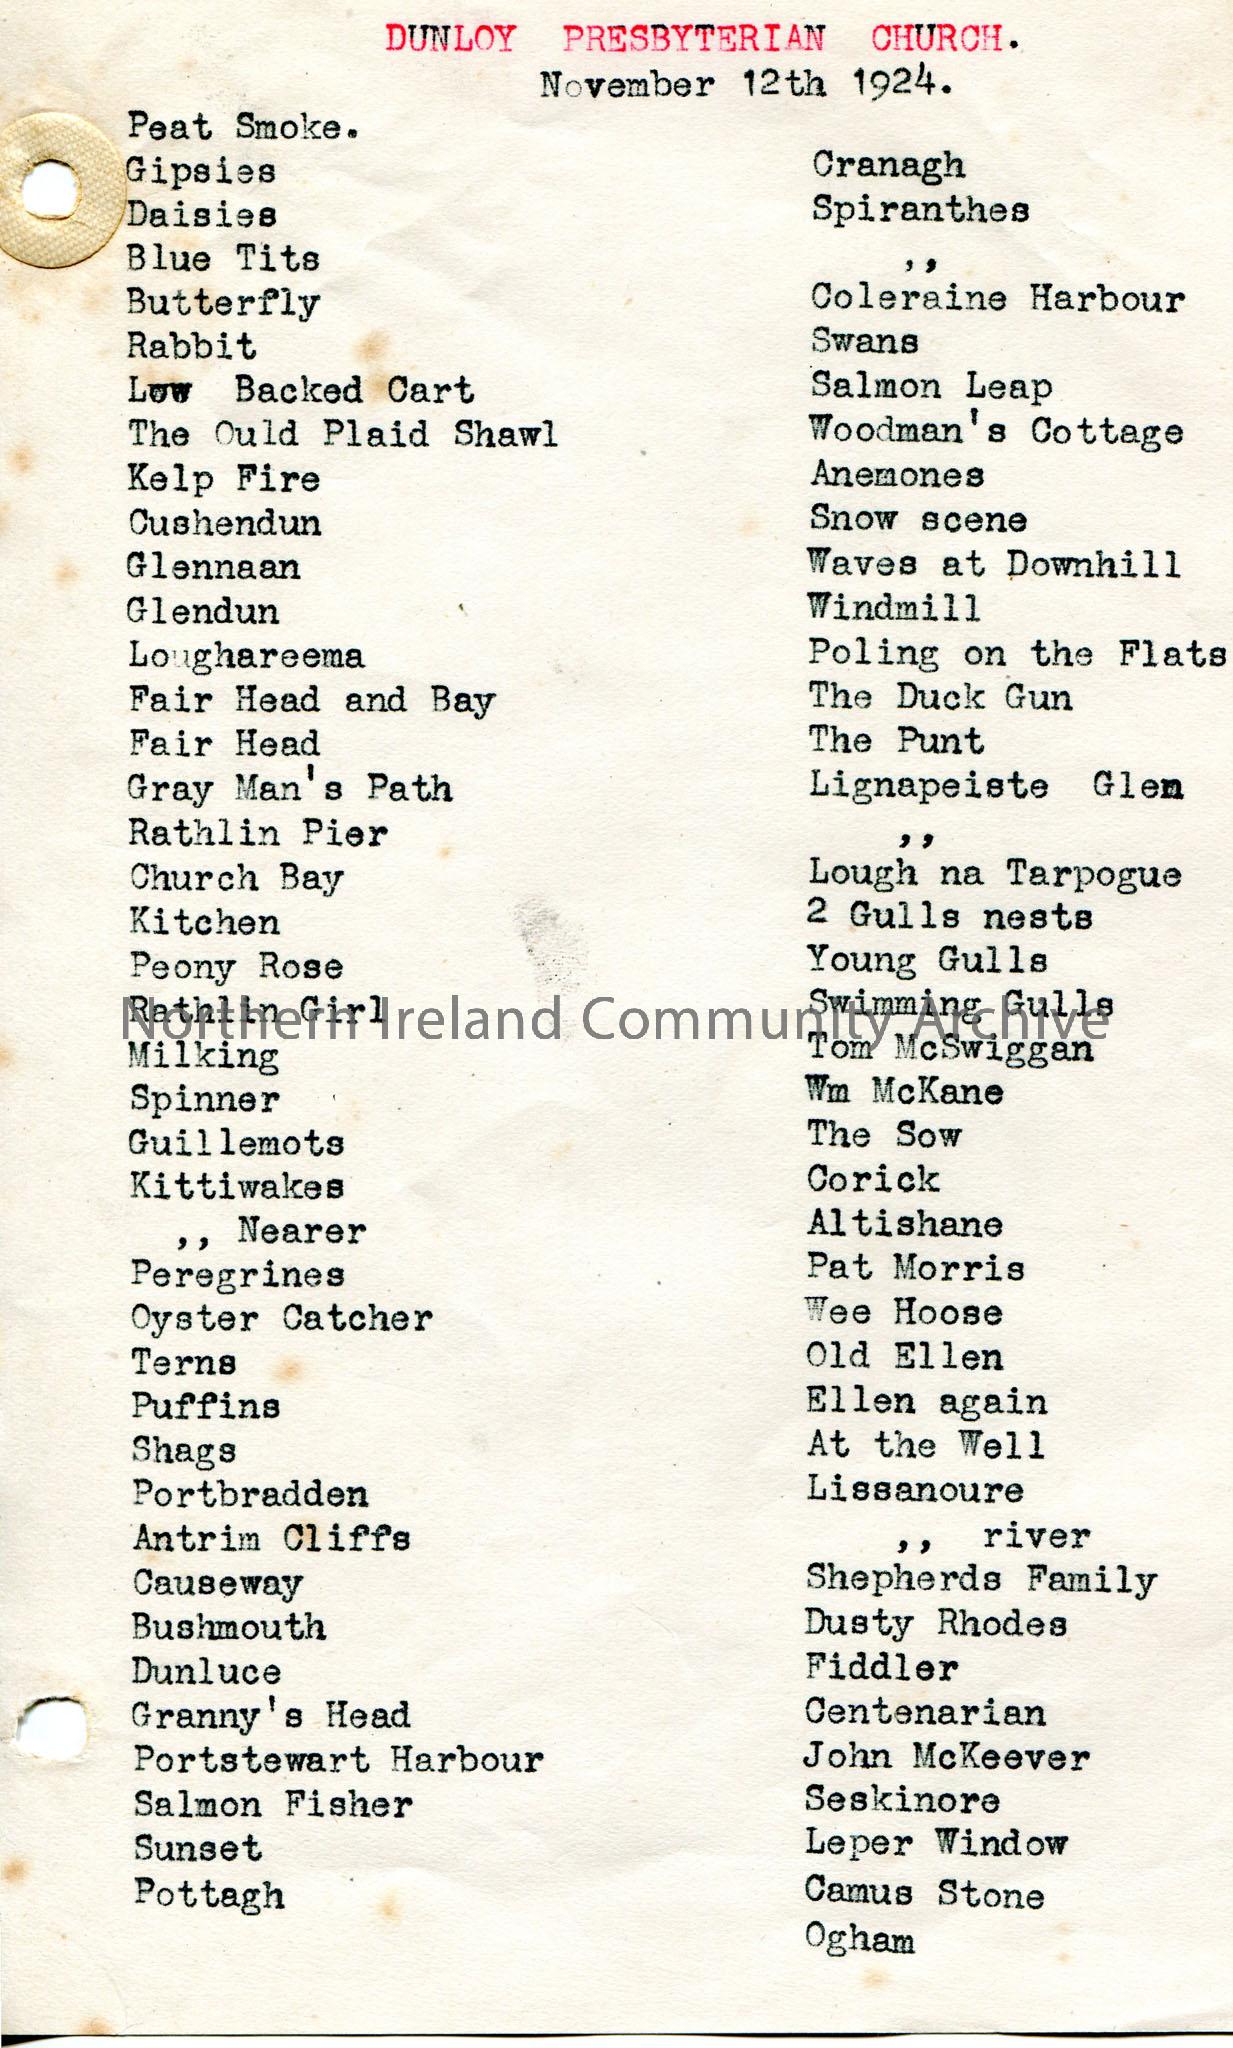 DUNLOY PRESBYTERIAN CHURCH.
November 12th 1924.
Peat Smoke.
Gipsies
Daisies
Blue Tits
Butterfly
Rabbit
Low Backed Cart
The Ould Plaid Shawl
Kelp Fire
Cushendun
Glennaan
Glendun
Loughareema
Fair Head and Bay
Fair Head
Gray Man's Path
Rathlin Pier
Church Bay
Kitchen
Peony Rose
Rathlin Girl
Milking
Spinner
Guillemots
Kittiwakes
,, Nearer
Peregrines
Oyster Catcher
Terns
Puffins
Shags
Portbradden
Antrim Cliffs
Causeway
Bushmouth
Dunluce
Granny's Head
Portstewart Harbour
Salmon Fisher
Sunset
Pottagh
Cranagh
Spiranthes
,,
Coleraine Harbour
Swans
Salmon Leap
Woodman's Cottage
Anemones
Snow scene
Waves at Downhill
Windmill
Poling on the Flats
The Duck Gun
The Punt
Lignapeiste Glen
,,
Lough na Tarpogue
2 Gulls nests
Young Gulls
Swimming Gulls
Tom McSwiggan
Wm McKane
The Sow
Corick
Altishane
Pat Morris
Wee Hoose
Old Ellen
Ellen again
At the Well
Lissanoure
,, river
Shepherds Family
Dusty Rhodes
Fiddler
Centenarian
John McKeever
Seskinore
Leper Window
Camus Stone
Ogham
Northern Ireland Community Archive